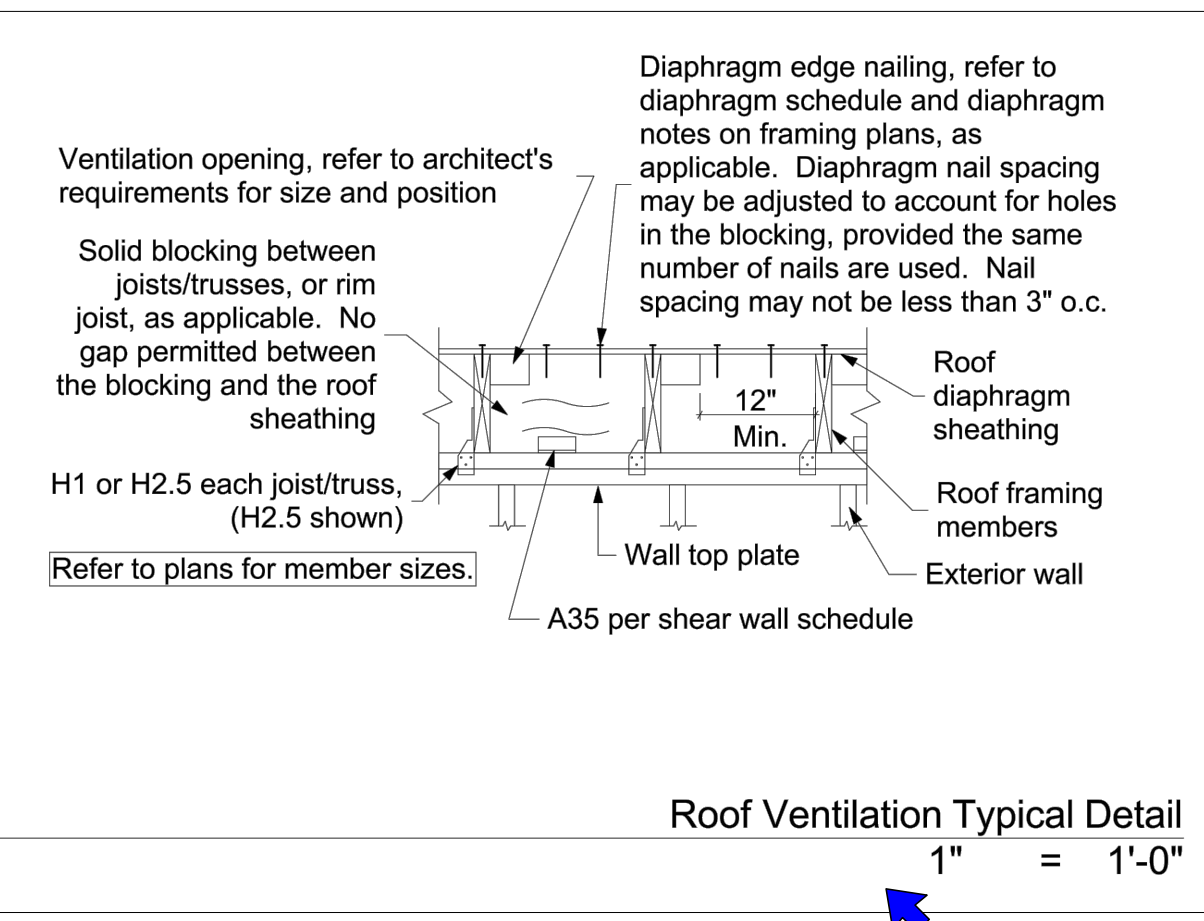 Diaphragm edge nailing, refer to
diaphragm schedule and diaphragm
notes on framing plans, as
applicable.  Diaphragm nail spacing
may be adjusted to account for holes
in the blocking, provided the same
number of nails are used.  Nail
spacing may not be less than 3" o.c.
Ventilation opening, refer to architect's
requirements for size and position
Solid blocking between
joists/trusses, or rim
joist, as applicable.  No
gap permitted between
the blocking and the roof
sheathing
12"
Min.
Roof
diaphragm
sheathing
H1 or H2.5 each joist/truss,
(H2.5 shown)
Roof framing
members
Refer to plans for member sizes.
Wall top plate
Exterior wall
A35 per shear wall schedule
Roof Ventilation Typical Detail
1" = 1'-0"